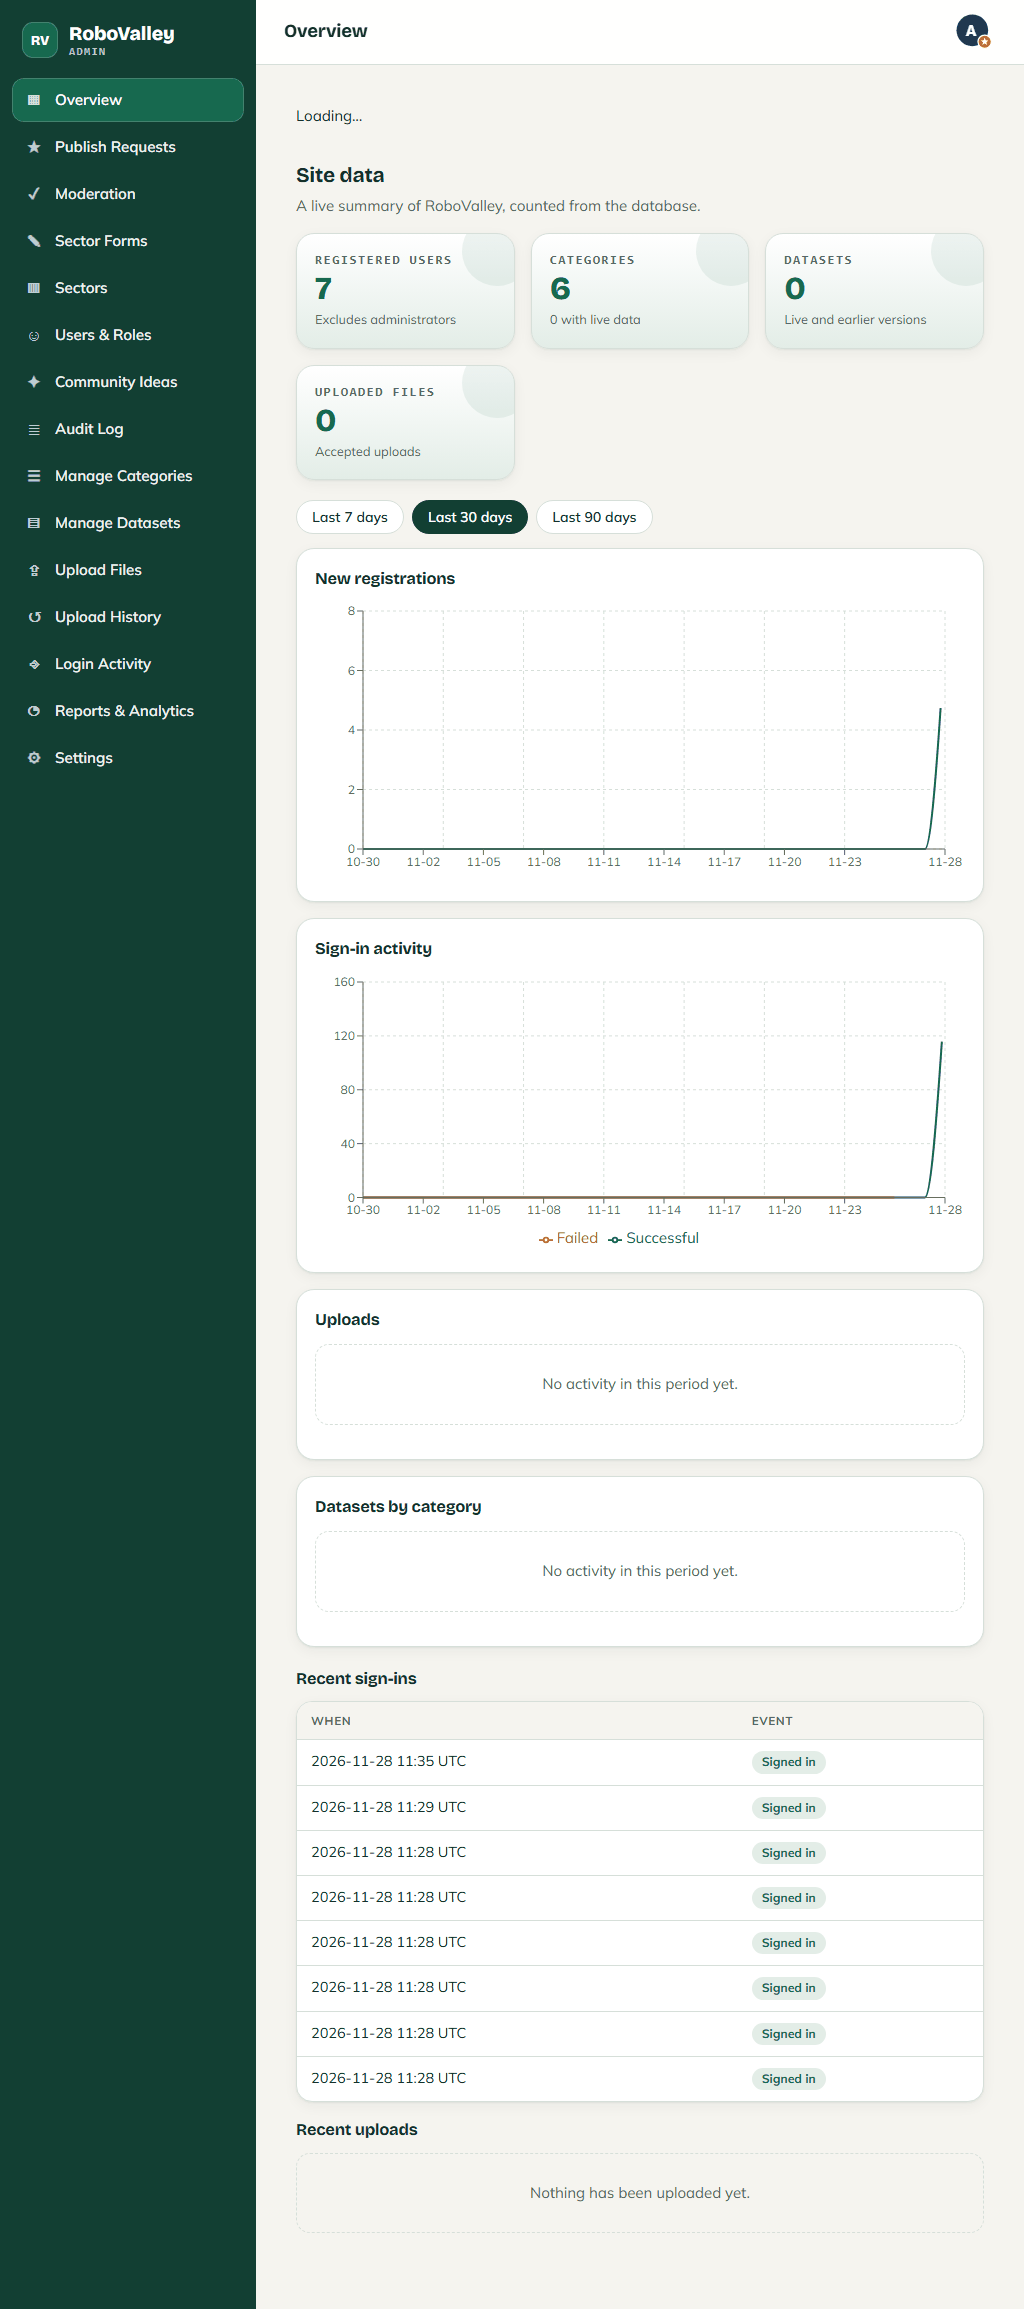 RV
RoboValley
ADMIN
Overview
Publish Requests
Moderation
Sector Forms
Sectors
Users & Roles
Community Ideas
Audit Log
Manage Categories
Manage Datasets
Upload Files
Upload History
Login Activity
Reports & Analytics
Settings
Overview
A
Loading...
Site data
A live summary of RoboValley, counted from the database.
REGISTERED USERS
7
Excludes administrators
CATEGORIES
6
0 with live data
DATASETS
0
Live and earlier versions
UPLOADED FILES
0
Accepted uploads
Last 7 days
Last 30 days
Last 90 days
New registrations
8
6
4
2
0
10-30 11-02 11-05 11-08 11-11 11-14 11-17 11-20 11-23 11-28
Sign-in activity
160
120
80
40
0
10-30 11-02 11-05 11-08 11-11 11-14 11-17 11-20 11-23 11-28
Failed Successful
Uploads
No activity in this period yet.
Datasets by category
No activity in this period yet.
Recent sign-ins
WHEN EVENT
2026-11-28 11:35 UTC Signed in
2026-11-28 11:29 UTC Signed in
2026-11-28 11:28 UTC Signed in
2026-11-28 11:28 UTC Signed in
2026-11-28 11:28 UTC Signed in
2026-11-28 11:28 UTC Signed in
2026-11-28 11:28 UTC Signed in
2026-11-28 11:28 UTC Signed in
Recent uploads
Nothing has been uploaded yet.